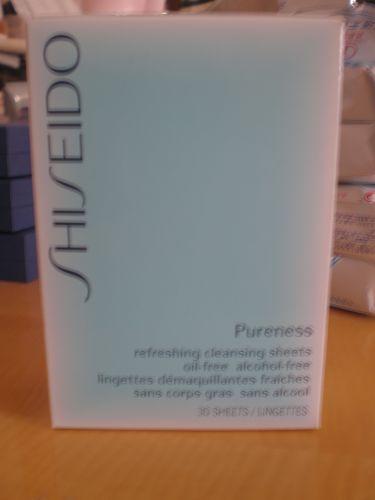 SHISEIDO
Pureness
refreshing cleansing sheets
oil-free alcohol-free
lingettes démaquillantes fraîches
sans corps gras sans alcool
30 SHEETS / LINGETTES